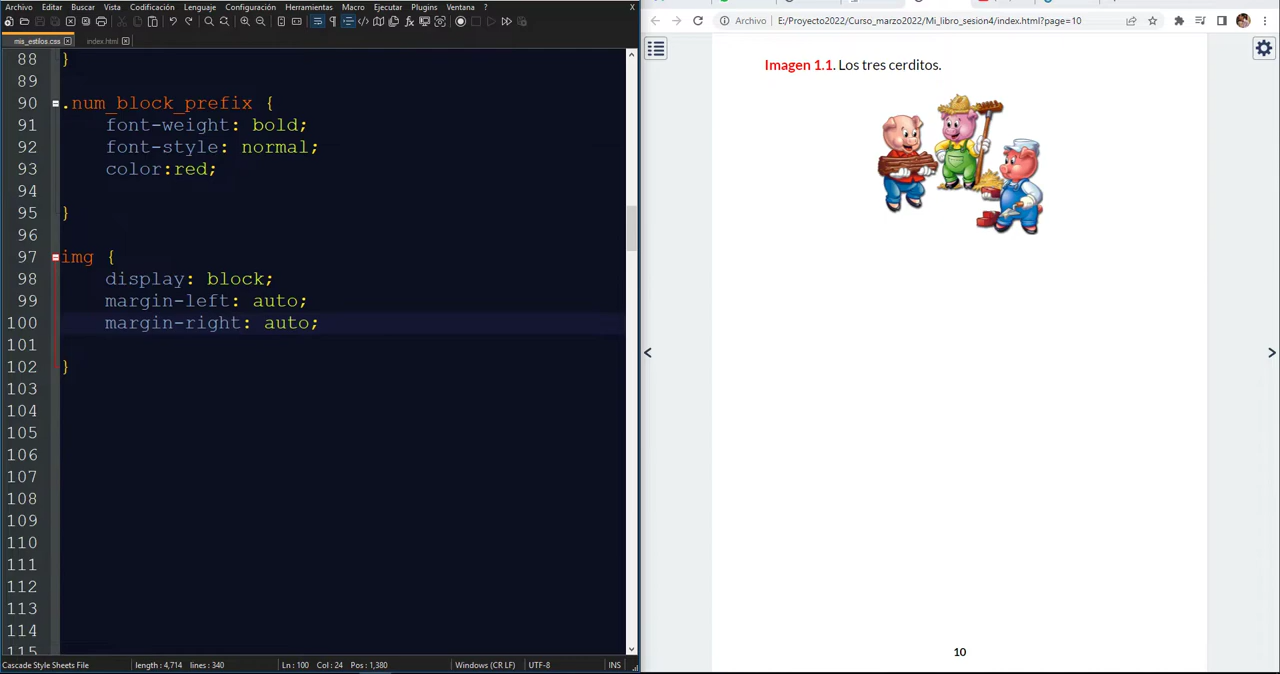 Archivo Editar Buscar Vista Codificación Lenguaje Configuración Herramientas Macro Ejecutar Plugins Ventana ? X
mis_estilos.css index.html
Archivo E:/Proyecto2022/Curso_marzo2022/Mi_libro_sesion4/index.html?page=10
88 }
89
90 .num_block_prefix {
91 font-weight: bold;
92 font-style: normal;
93 color:red;
94
95 }
96
97 img {
98 display: block;
99 margin-left: auto;
100 margin-right: auto;
101
102 }
103
104
105
106
107
108
109
110
111
112
113
114
115
Imagen 1.1. Los tres cerditos.
< >
10
Cascade Style Sheets File length : 4,714 lines : 340 Ln : 100 Col : 24 Pos : 1,380 Windows (CR LF) UTF-8 INS